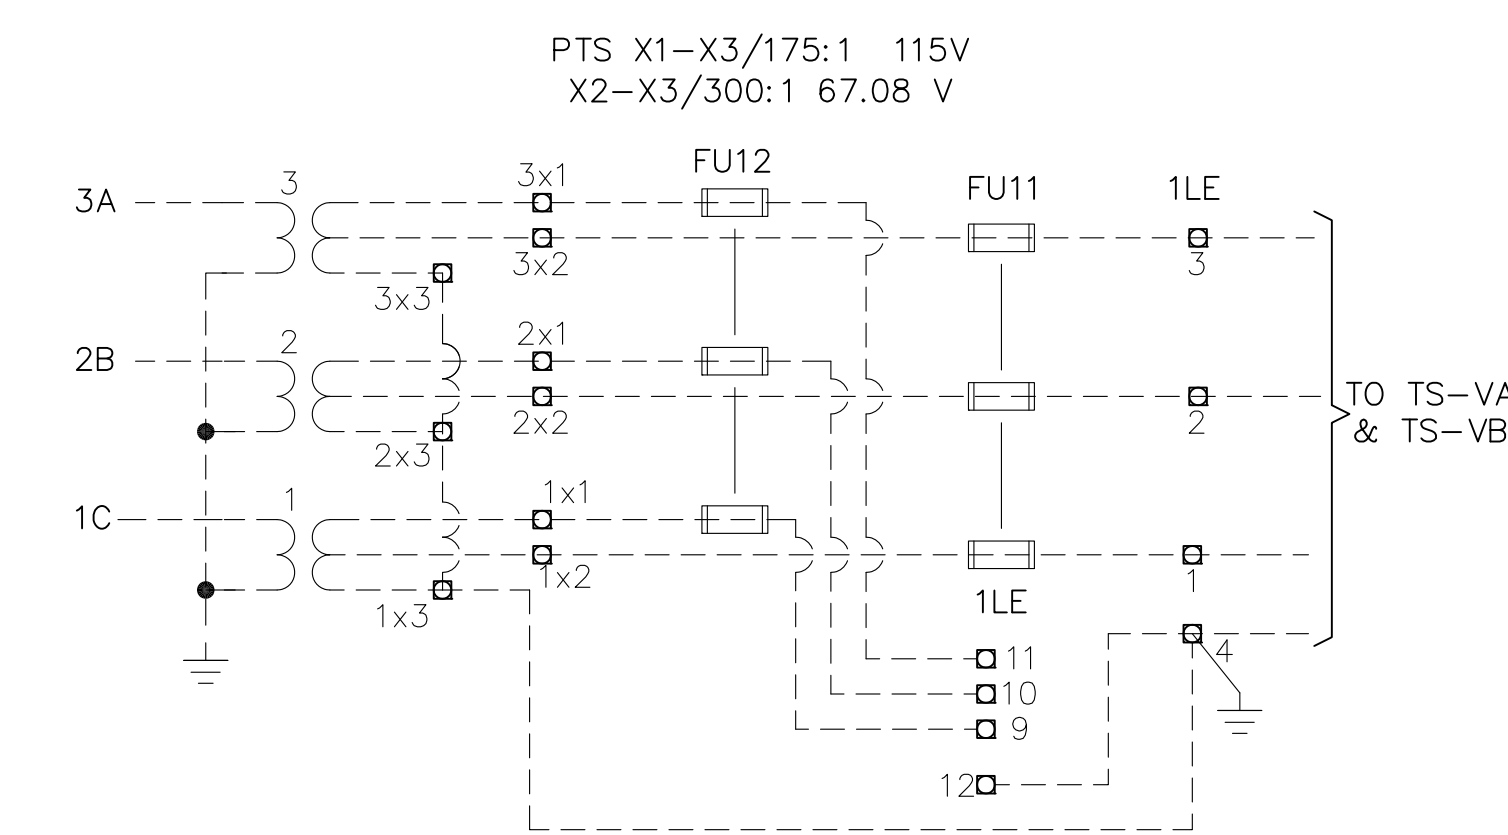 PTS X1-X3/175:1 115V
X2-X3/300:1 67.08 V
FU12
3x1
3
3A
FU11
1LE
3x2
3
3x3
2x1
2
2B
TO TS-VA
& TS-VB
2x2
2
2x3
1x1
1
1C
1x2
1
1x3
1LE
4
11
10
9
12